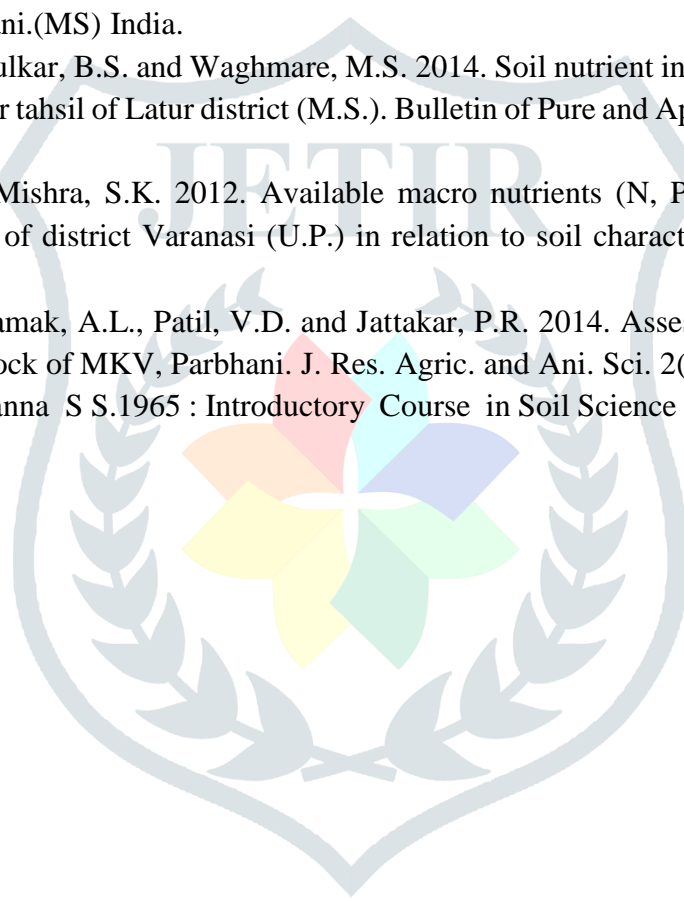 ani.(MS) India.
ulkar, B.S. and Waghmare, M.S. 2014. Soil nutrient in
r tahsil of Latur district (M.S.). Bulletin of Pure and Ap
JETIR
Mishra, S.K. 2012. Available macro nutrients (N, P
of district Varanasi (U.P.) in relation to soil charact
amak, A.L., Patil, V.D. and Jattakar, P.R. 2014. Asses
ock of MKV, Parbhani. J. Res. Agric. and Ani. Sci. 2(
anna S S.1965 : Introductory Course in Soil Science